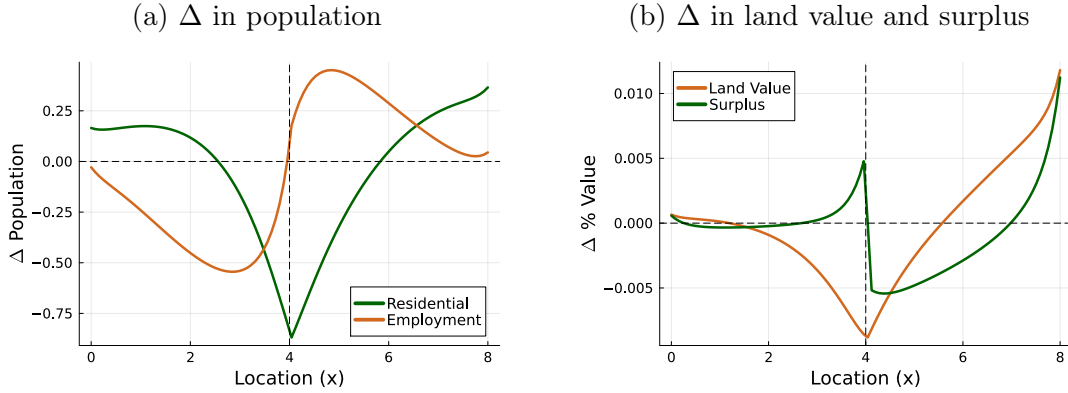 (a) Δ in population
0.25
0.00
−0.25
−0.50
−0.75
Δ Population
Residential
Employment
0 2 4 6 8
Location (x)
(b) Δ in land value and surplus
0.010
0.005
0.000
−0.005
Δ % Value
Land Value
Surplus
0 2 4 6 8
Location (x)